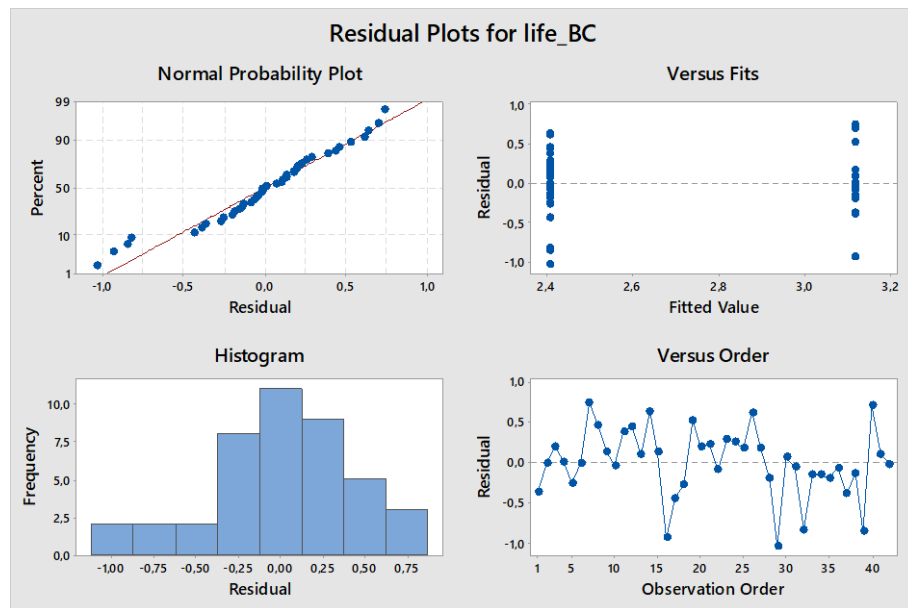 Residual Plots for life_BC
Normal Probability Plot
99
90
50
10
1
Percent
-1,0 -0,5 0,0 0,5 1,0
Residual
Versus Fits
1,0
0,5
0,0
-0,5
-1,0
Residual
2,4 2,6 2,8 3,0 3,2
Fitted Value
Histogram
10,0
7,5
5,0
2,5
0,0
Frequency
-1,00 -0,75 -0,50 -0,25 0,00 0,25 0,50 0,75
Residual
Versus Order
1,0
0,5
0,0
-0,5
-1,0
Residual
1 5 10 15 20 25 30 35 40
Observation Order